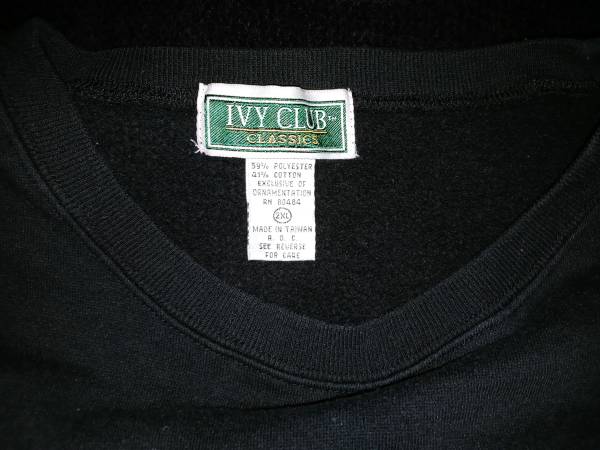 IVY CLUB™
CLASSICS
59% POLYESTER
41% COTTON
EXCLUSIVE OF
ORNAMENTATION
RN 80484
2XL
MADE IN TAIWAN
R. O. C.
SEE REVERSE
FOR CARE